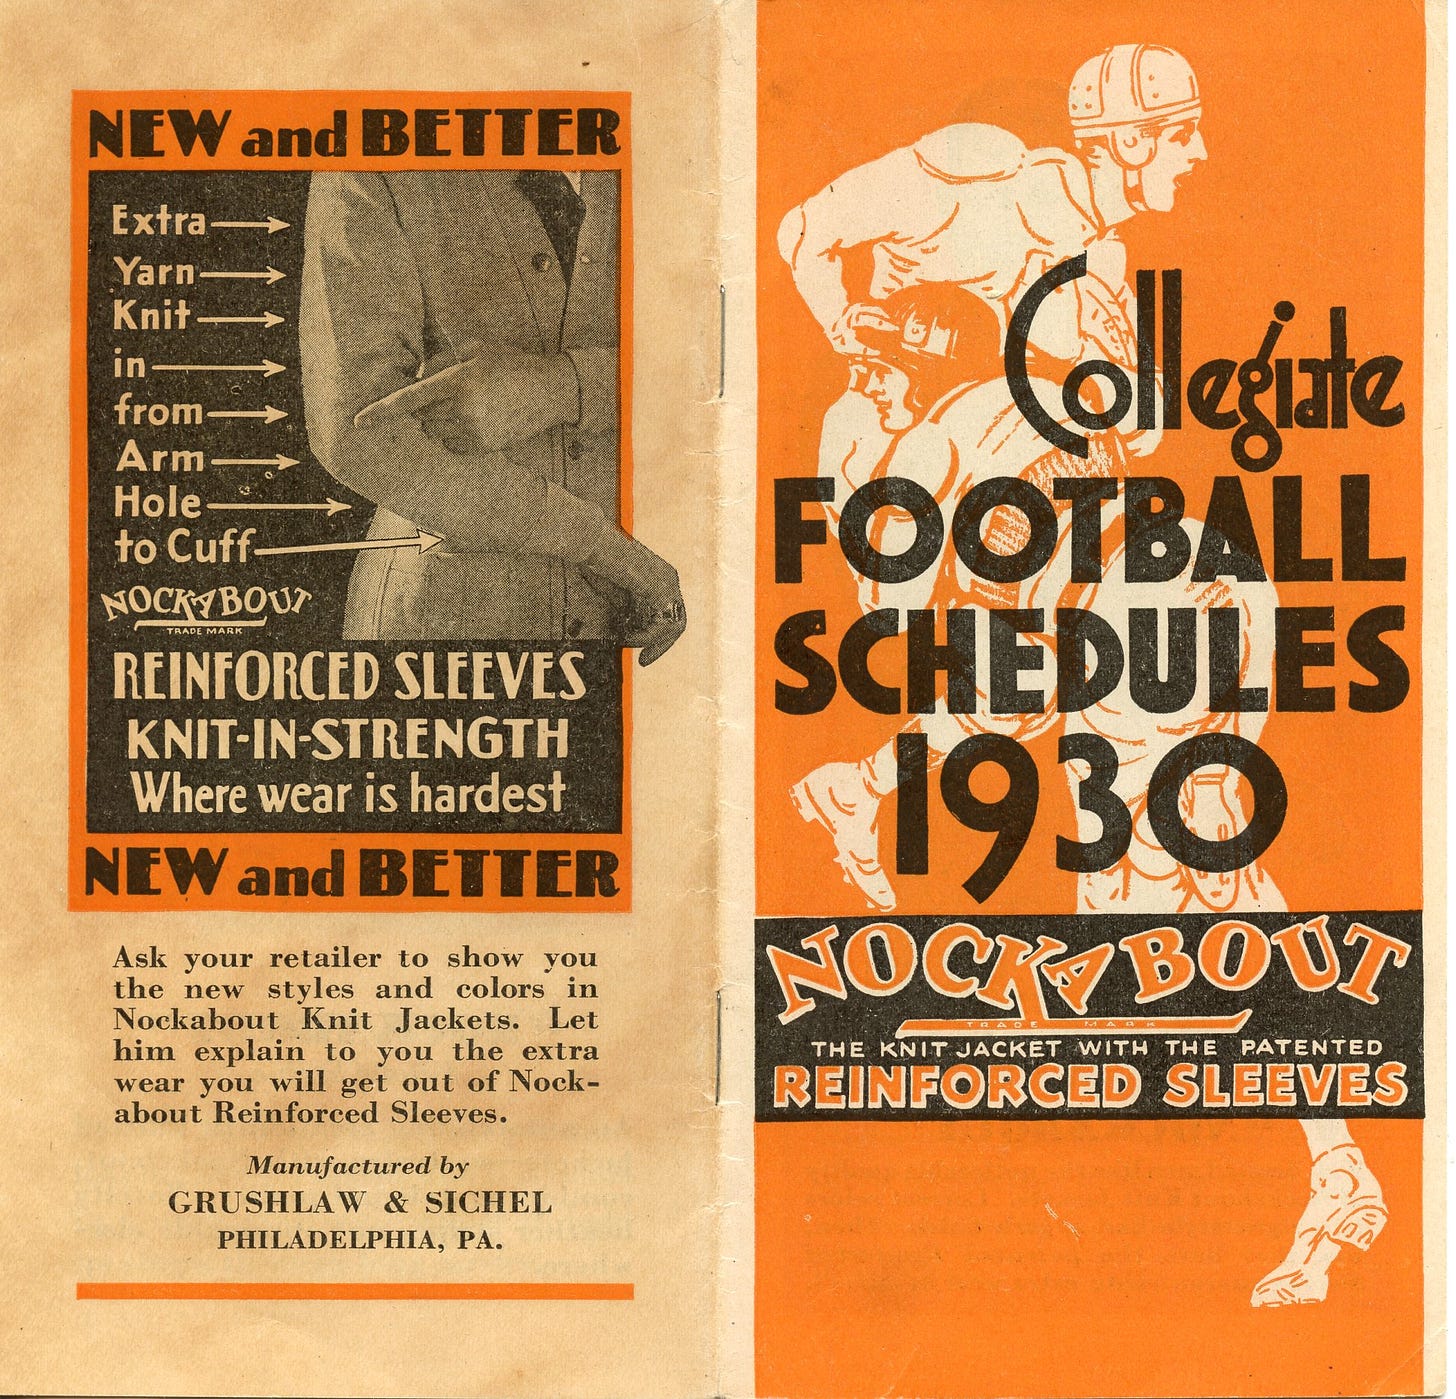 NEW and BETTER
Extra
Yarn
Knit
in
from
Arm
Hole
to Cuff
NOCKABOUT
TRADE MARK
REINFORCED SLEEVES
KNIT-IN-STRENGTH
Where wear is hardest
NEW and BETTER
Ask your retailer to show you
the new styles and colors in
Nockabout Knit Jackets. Let
him explain to you the extra
wear you will get out of Nock-
about Reinforced Sleeves.
Manufactured by
GRUSHLAW & SICHEL
PHILADELPHIA, PA.
Collegiate
FOOTBALL
SCHEDULES
1930
NOCKABOUT
TRADE MARK
THE KNIT JACKET WITH THE PATENTED
REINFORCED SLEEVES